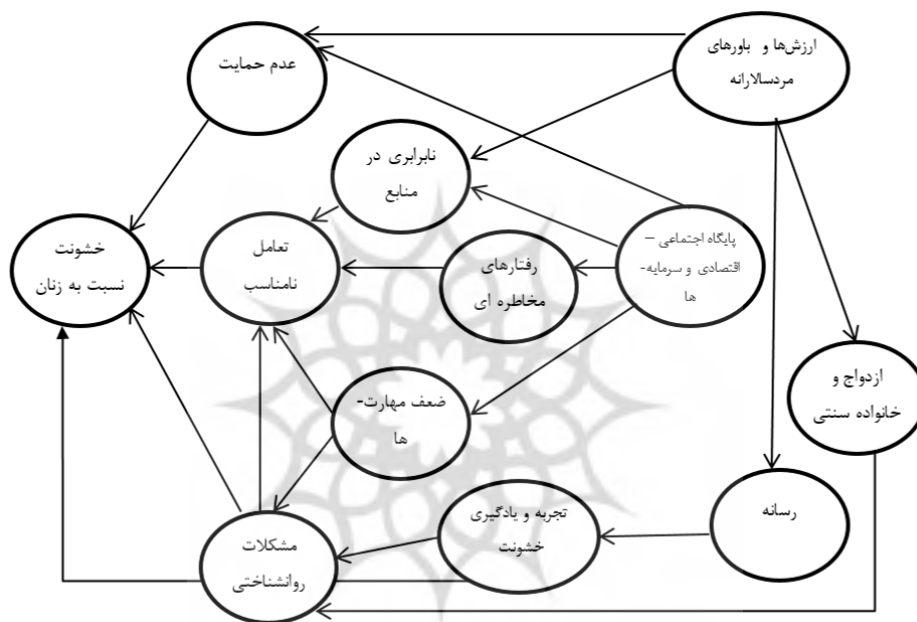 ارزش‌ها و باورهای
مردسالارانه
عدم حمایت
نابرابری در
منابع
پایگاه اجتماعی –
اقتصادی و سرمایه-
ها
تعامل
نامناسب
رفتارهای
مخاطره ای
خشونت
نسبت به زنان
ازدواج و
خانواده سنتی
ضعف مهارت-
ها
رسانه
تجربه و یادگیری
خشونت
مشکلات
روانشناختی